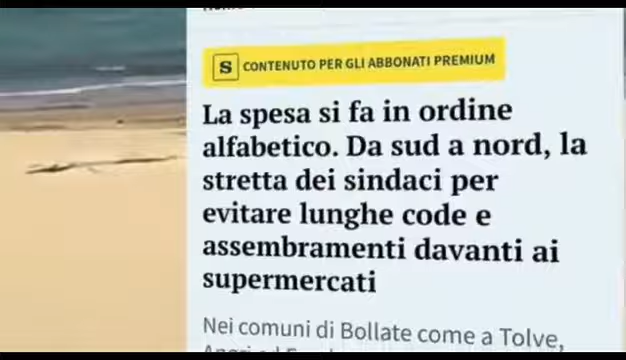 S CONTENUTO PER GLI ABBONATI PREMIUM
La spesa si fa in ordine
alfabetico. Da sud a nord, la
stretta dei sindaci per
evitare lunghe code e
assembramenti davanti ai
supermercati
Nei comuni di Bollate come a Tolve,